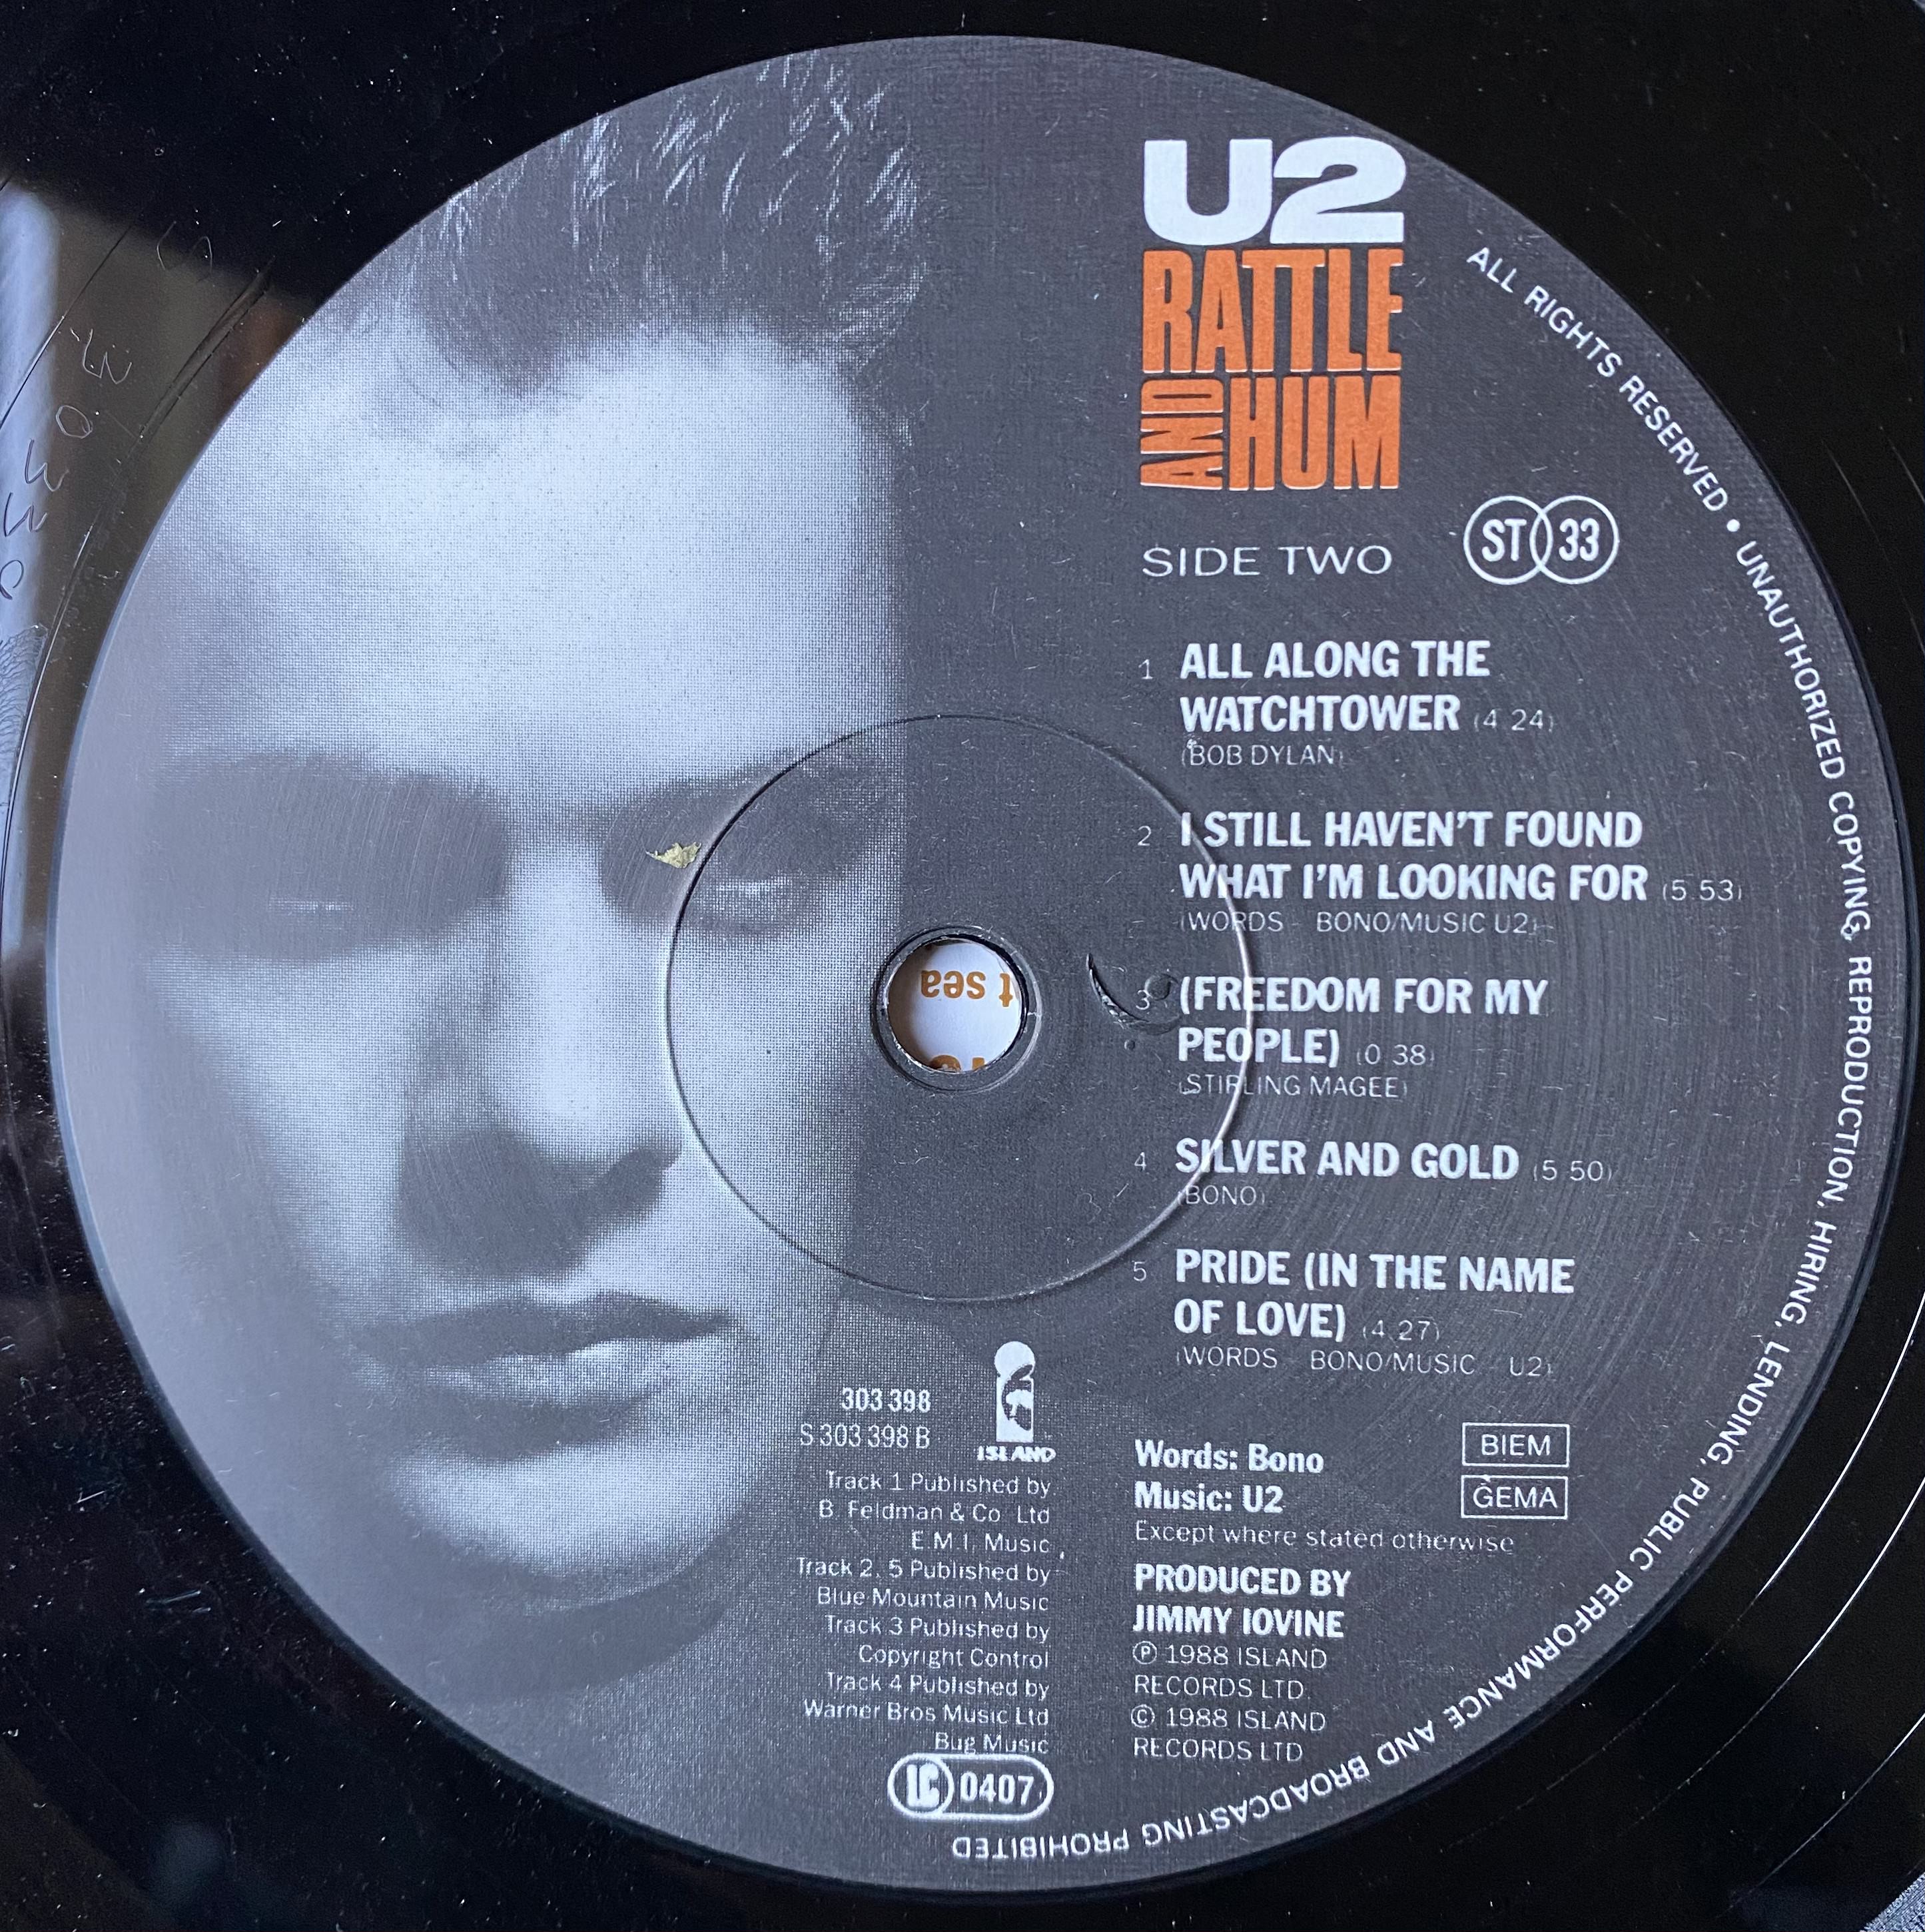 U2
RATTLE
AND HUM
SIDE TWO
ST 33
1 ALL ALONG THE
WATCHTOWER (4 24)
(BOB DYLAN)
2 I STILL HAVEN'T FOUND
WHAT I'M LOOKING FOR (5 53)
(WORDS - BONO/MUSIC U2)
3 (FREEDOM FOR MY
PEOPLE) (0 38)
(STIRLING MAGEE)
4 SILVER AND GOLD (5 50)
(BONO)
5 PRIDE (IN THE NAME
OF LOVE) (4 27)
(WORDS - BONO/MUSIC - U2)
303 398
S 303 398 B
ISLAND
Track 1 Published by
B. Feldman & Co Ltd
E.M.I. Music
Track 2, 5 Published by
Blue Mountain Music
Track 3 Published by
Copyright Control
Track 4 Published by
Warner Bros Music Ltd
Bug Music
LC 0407
Words: Bono
Music: U2
Except where stated otherwise
BIEM
GEMA
PRODUCED BY
JIMMY IOVINE
℗ 1988 ISLAND
RECORDS LTD.
© 1988 ISLAND
RECORDS LTD
ALL RIGHTS RESERVED • UNAUTHORIZED COPYING, REPRODUCTION, HIRING, LENDING, PUBLIC PERFORMANCE AND BROADCASTING PROHIBITED
t sea